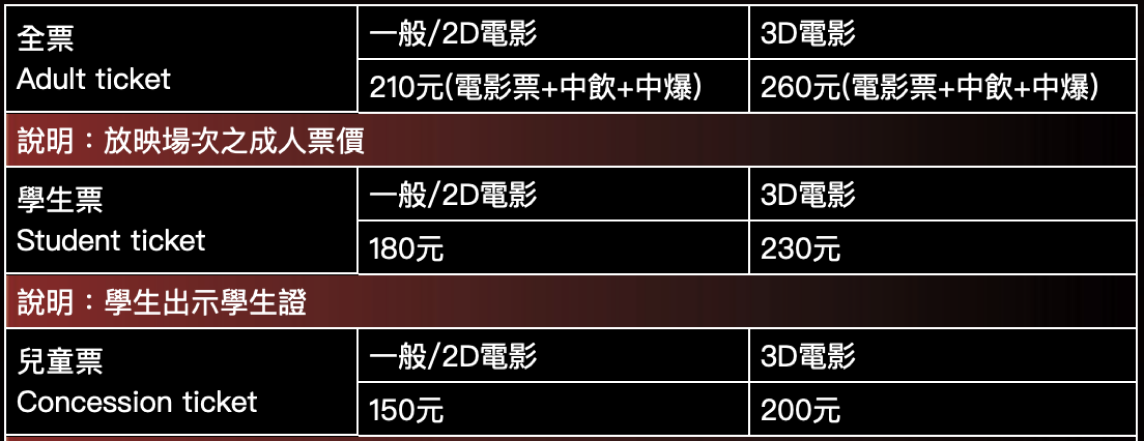 全票
Adult ticket
一般/2D電影
3D電影
210元(電影票+中飲+中爆)
260元(電影票+中飲+中爆)
說明：放映場次之成人票價
學生票
Student ticket
一般/2D電影
3D電影
180元
230元
說明：學生出示學生證
兒童票
Concession ticket
一般/2D電影
3D電影
150元
200元